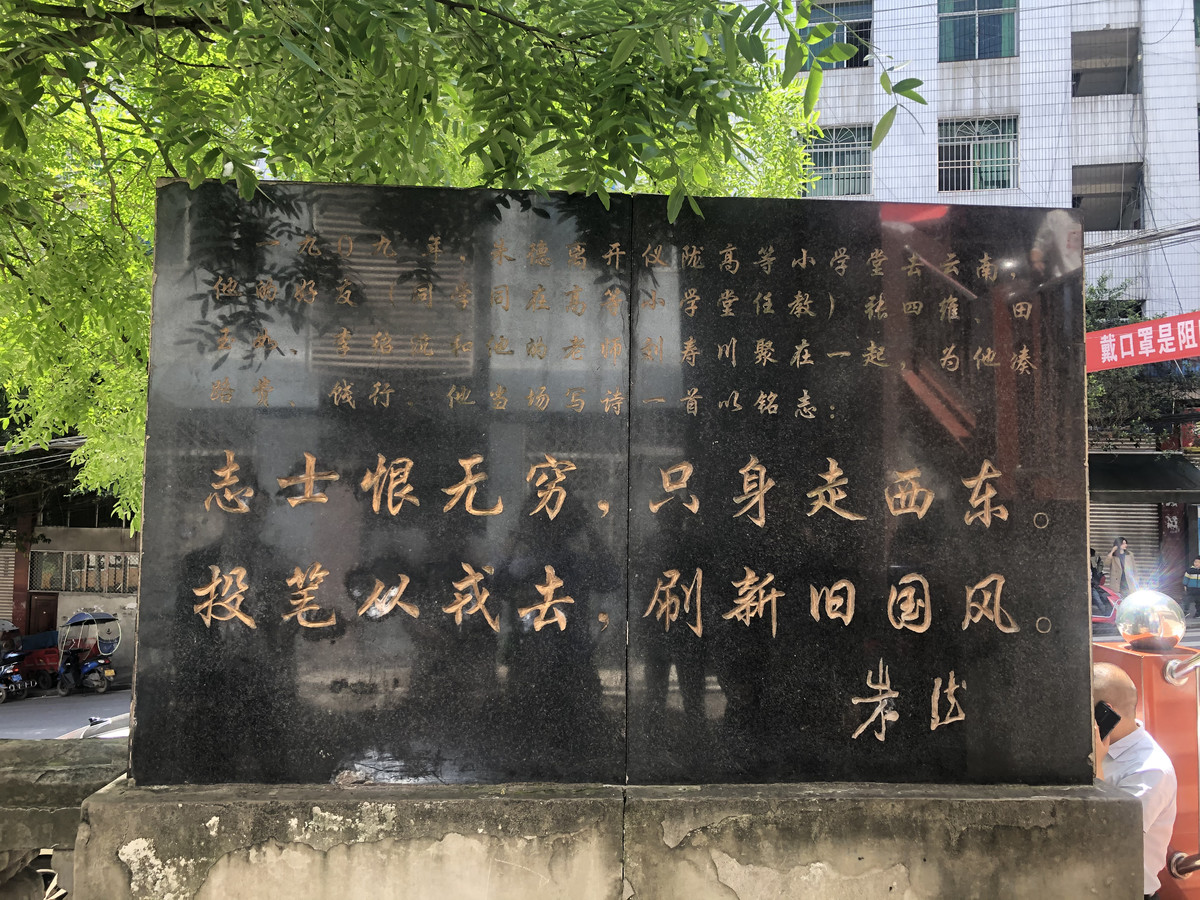 一九〇九年，朱德离开仪陇高等小学堂去云南，
他的好友（同学同在高等小学堂任教）张四维、田
玉如、李绍沆和他的老师刘寿川聚在一起，为他凑
路费、饯行。他当场写诗一首以铭志：
志士恨无穷，只身走西东。
投笔从戎去，刷新旧国风。
朱德
戴口罩是阻